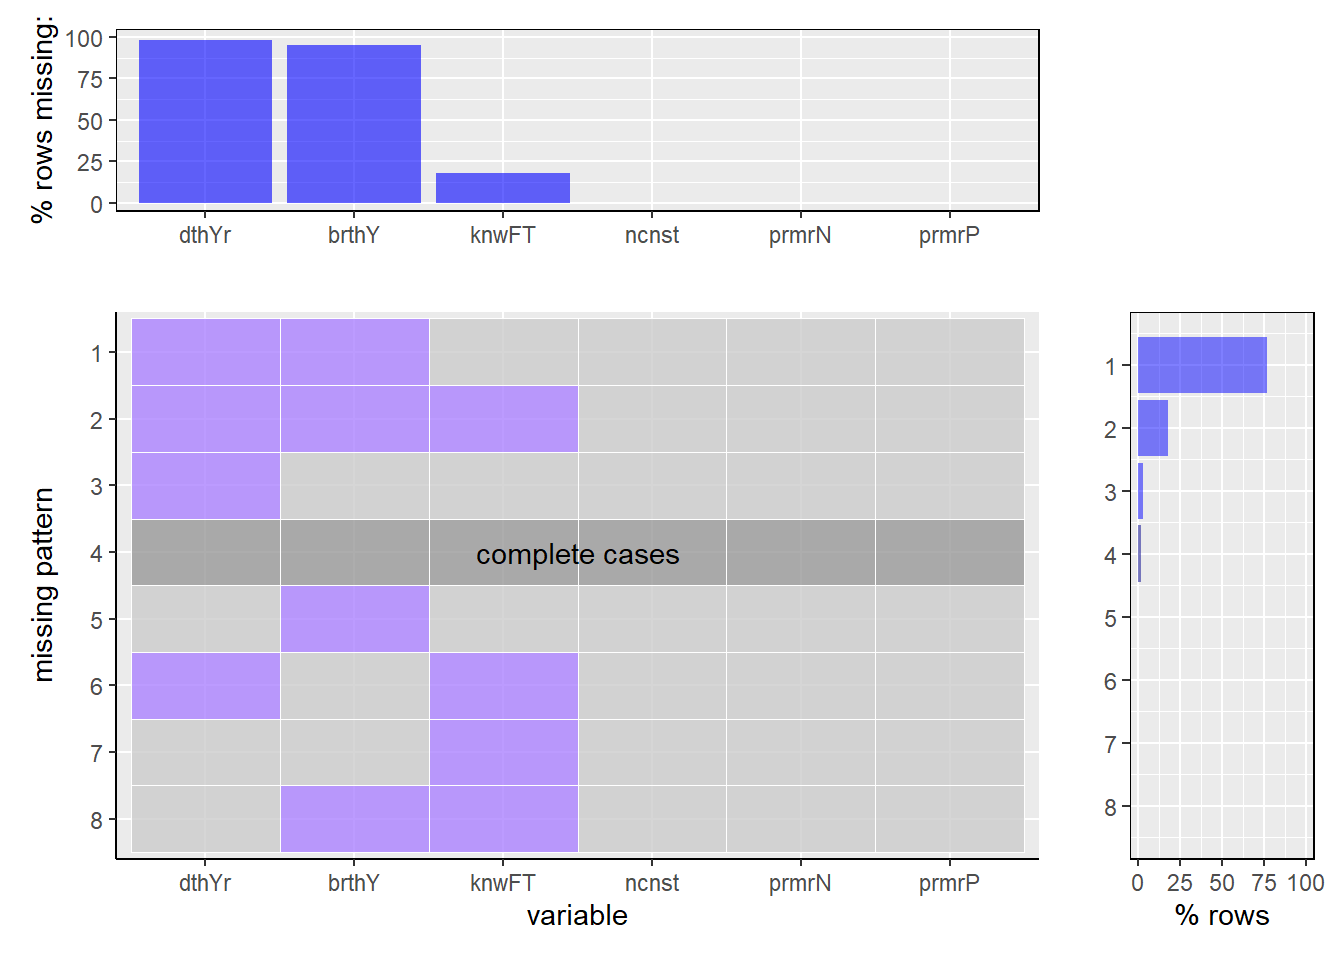 % rows missing:
100
75
50
25
0
dthYr brthY knwFT ncnst prmrN prmrP
missing pattern
1
2
3
4
5
6
7
8
complete cases
dthYr brthY knwFT ncnst prmrN prmrP
variable
1
2
3
4
5
6
7
8
0 25 50 75 100
% rows